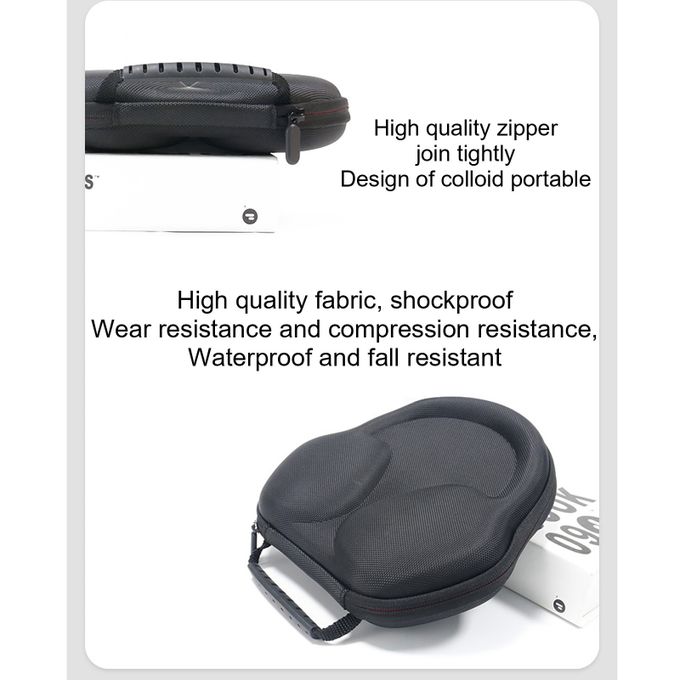 S™
High quality zipper
join tightly
Design of colloid portable
High quality fabric, shockproof
Wear resistance and compression resistance,
Waterproof and fall resistant